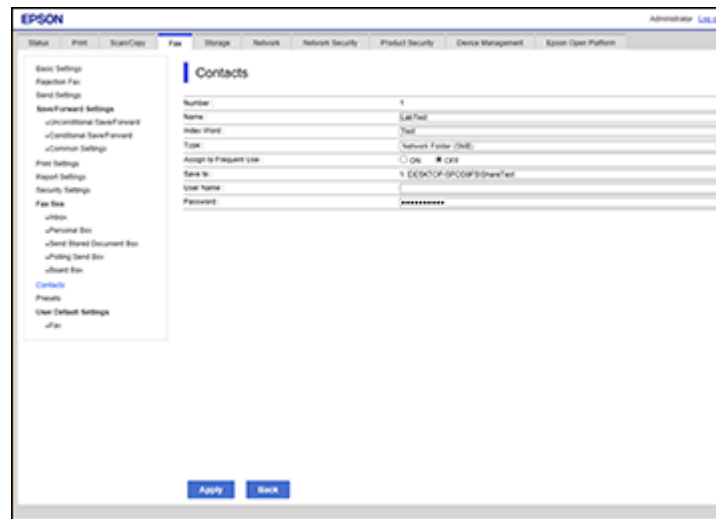 EPSON
Administrator
Status Print Scan/Copy Fax Storage Network Network Security Product Security Device Management Epson Open Platform
Basic Settings
Rejection Fax
Send Settings
Save/Forward Settings
Unconditional Save/Forward
Conditional Save/Forward
Common Settings
Print Settings
Report Settings
Security Settings
Fax Box
Inbox
Personal Box
Send Stored Document Box
Polling Send Box
Board Box
Contacts
Presets
User Default Settings
Fax
Contacts
Number : 1
Name : LabTest
Index Word : Test
Type : Network Folder (SMB)
Assign to Frequent Use : ON OFF
Save to :
User Name :
Password : •••••••••••
Apply Back